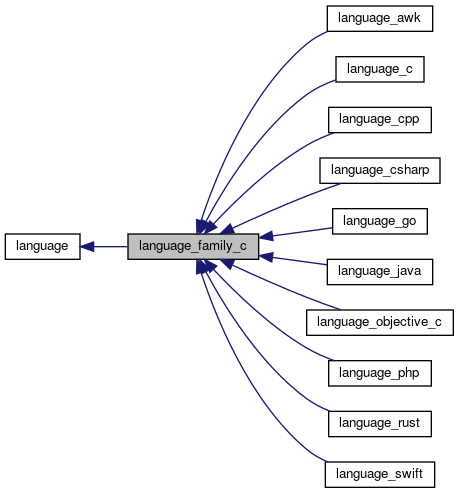 language_awk
language_c
language_cpp
language_csharp
language_go
language
language_family_c
language_java
language_objective_c
language_php
language_rust
language_swift